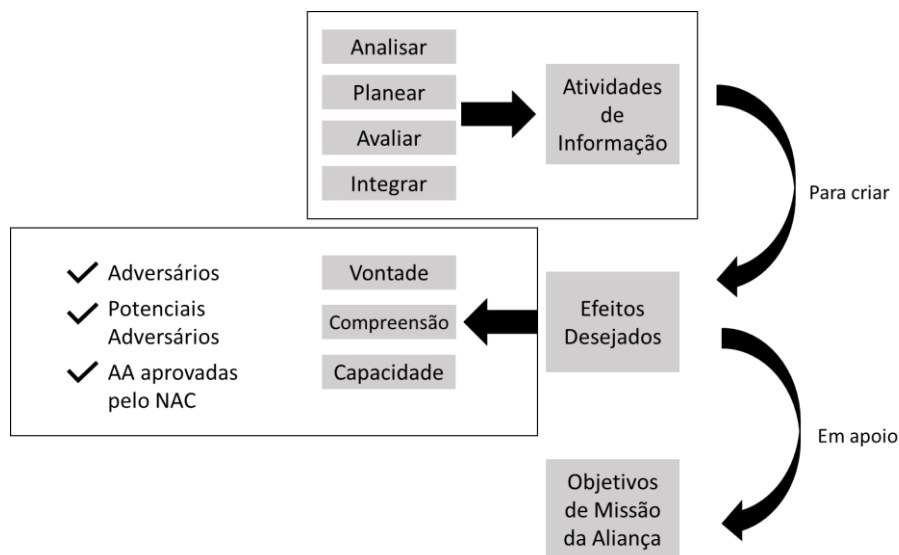 Analisar
Planear
Avaliar
Integrar
Atividades
de
Informação
Para criar
Adversários
Potenciais
Adversários
AA aprovadas
pelo NAC
Vontade
Compreensão
Capacidade
Efeitos
Desejados
Em apoio
Objetivos
de Missão
da Aliança